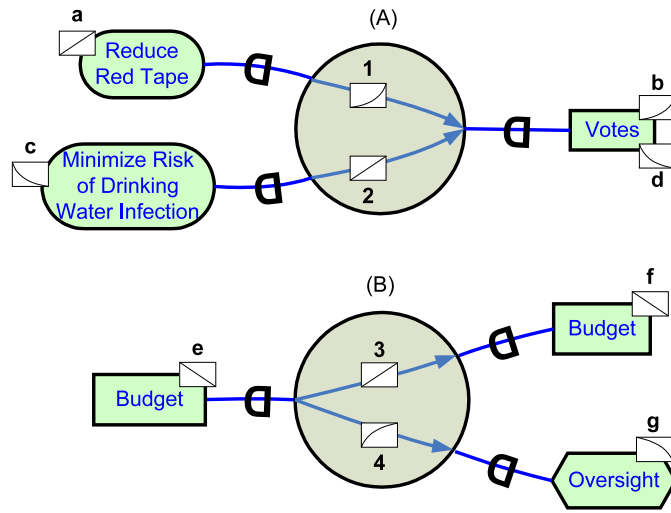 (A)
a
Reduce
Red Tape
1
b
Votes
d
c
Minimize Risk
of Drinking
Water Infection
2
(B)
f
Budget
3
e
Budget
4
g
Oversight